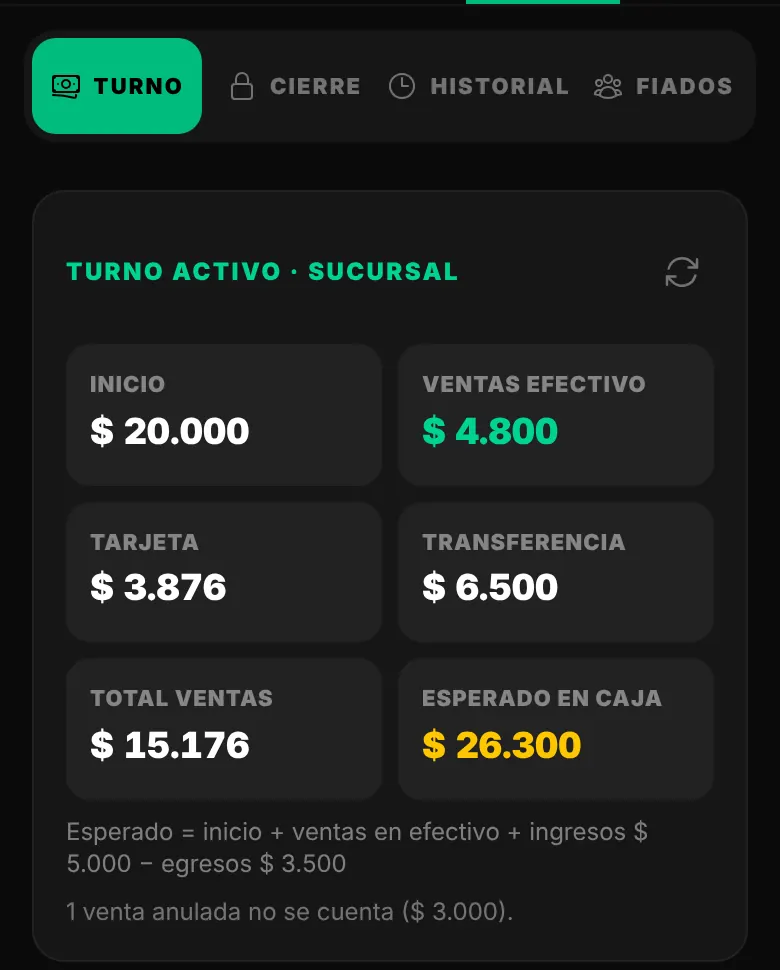 TURNO CIERRE HISTORIAL FIADOS
TURNO ACTIVO · SUCURSAL
INICIO
$ 20.000
VENTAS EFECTIVO
$ 4.800
TARJETA
$ 3.876
TRANSFERENCIA
$ 6.500
TOTAL VENTAS
$ 15.176
ESPERADO EN CAJA
$ 26.300
Esperado = inicio + ventas en efectivo + ingresos $
5.000 − egresos $ 3.500
1 venta anulada no se cuenta ($ 3.000).